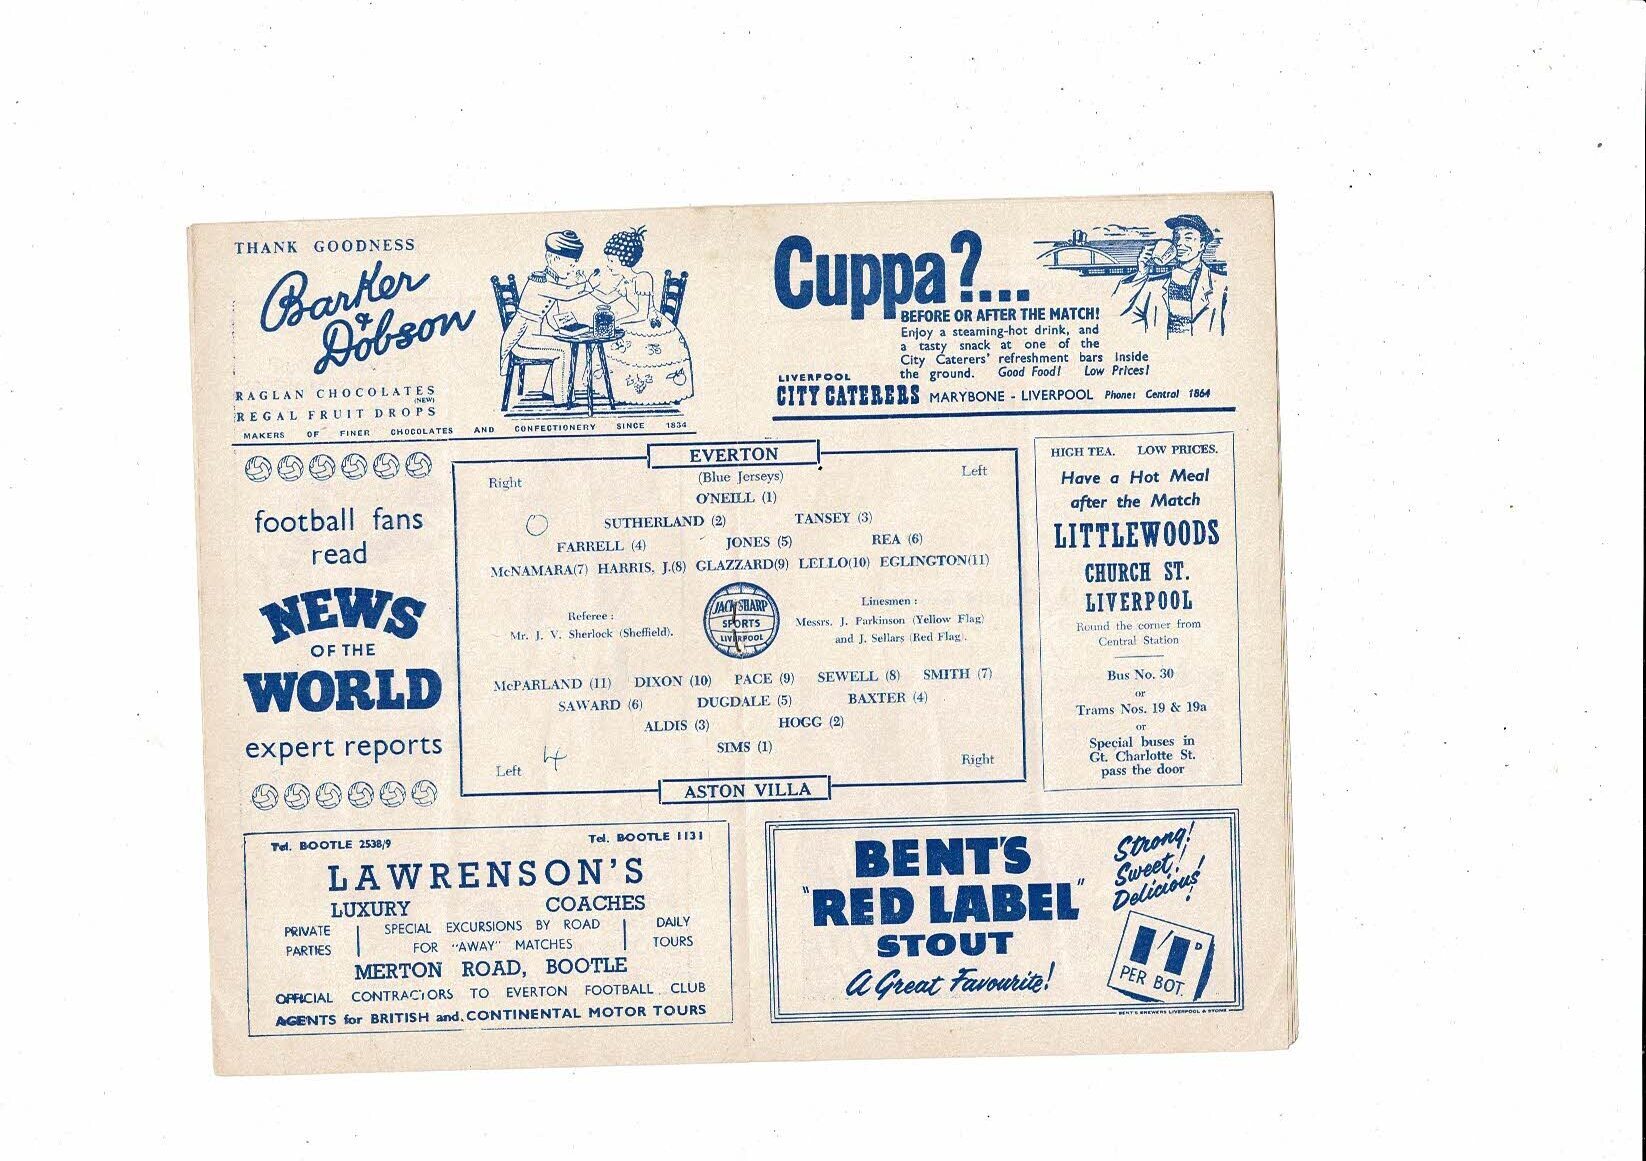 THANK GOODNESS
Barker
&
Dobson
RAGLAN CHOCOLATES
(NEW)
REGAL FRUIT DROPS
MAKERS OF FINER CHOCOLATES AND CONFECTIONERY SINCE 1834
Cuppa?...
BEFORE OR AFTER THE MATCH!
Enjoy a steaming-hot drink, and
a tasty snack at one of the
City Caterers' refreshment bars Inside
the ground. Good Food! Low Prices!
LIVERPOOL
CITY CATERERS MARYBONE - LIVERPOOL Phone: Central 1864
football fans
read
NEWS
OF THE
WORLD
expert reports
EVERTON
(Blue Jerseys)
Right
Left
O'NEILL (1)
O
SUTHERLAND (2) TANSEY (3)
FARRELL (4) JONES (5) REA (6)
McNAMARA(7) HARRIS, J.(8) GLAZZARD(9) LELLO(10) EGLINGTON(11)
Referee :
Mr. J. V. Sherlock (Sheffield).
JACK SHARP
SPORTS
LIVERPOOL
Linesmen :
Messrs. J. Parkinson (Yellow Flag)
and J. Sellars (Red Flag).
McPARLAND (11) DIXON (10) PACE (9) SEWELL (8) SMITH (7)
SAWARD (6) DUGDALE (5) BAXTER (4)
ALDIS (3) HOGG (2)
SIMS (1)
Left
4
Right
ASTON VILLA
HIGH TEA. LOW PRICES.
Have a Hot Meal
after the Match
LITTLEWOODS
CHURCH ST.
LIVERPOOL
Round the corner from
Central Station
Bus No. 30
or
Trams Nos. 19 & 19a
or
Special buses in
Gt. Charlotte St.
pass the door
Tel. BOOTLE 2538/9
Tel. BOOTLE 1131
LAWRENSON'S
LUXURY COACHES
PRIVATE
PARTIES
SPECIAL EXCURSIONS BY ROAD
FOR "AWAY" MATCHES
DAILY
TOURS
MERTON ROAD, BOOTLE
OFFICIAL CONTRACTORS TO EVERTON FOOTBALL CLUB
AGENTS for BRITISH and CONTINENTAL MOTOR TOURS
BENT'S
"RED LABEL"
STOUT
A Great Favourite!
Strong!
Sweet!
Delicious!
1/1D
PER BOT.
BENT'S BREWERS LIVERPOOL & STONE